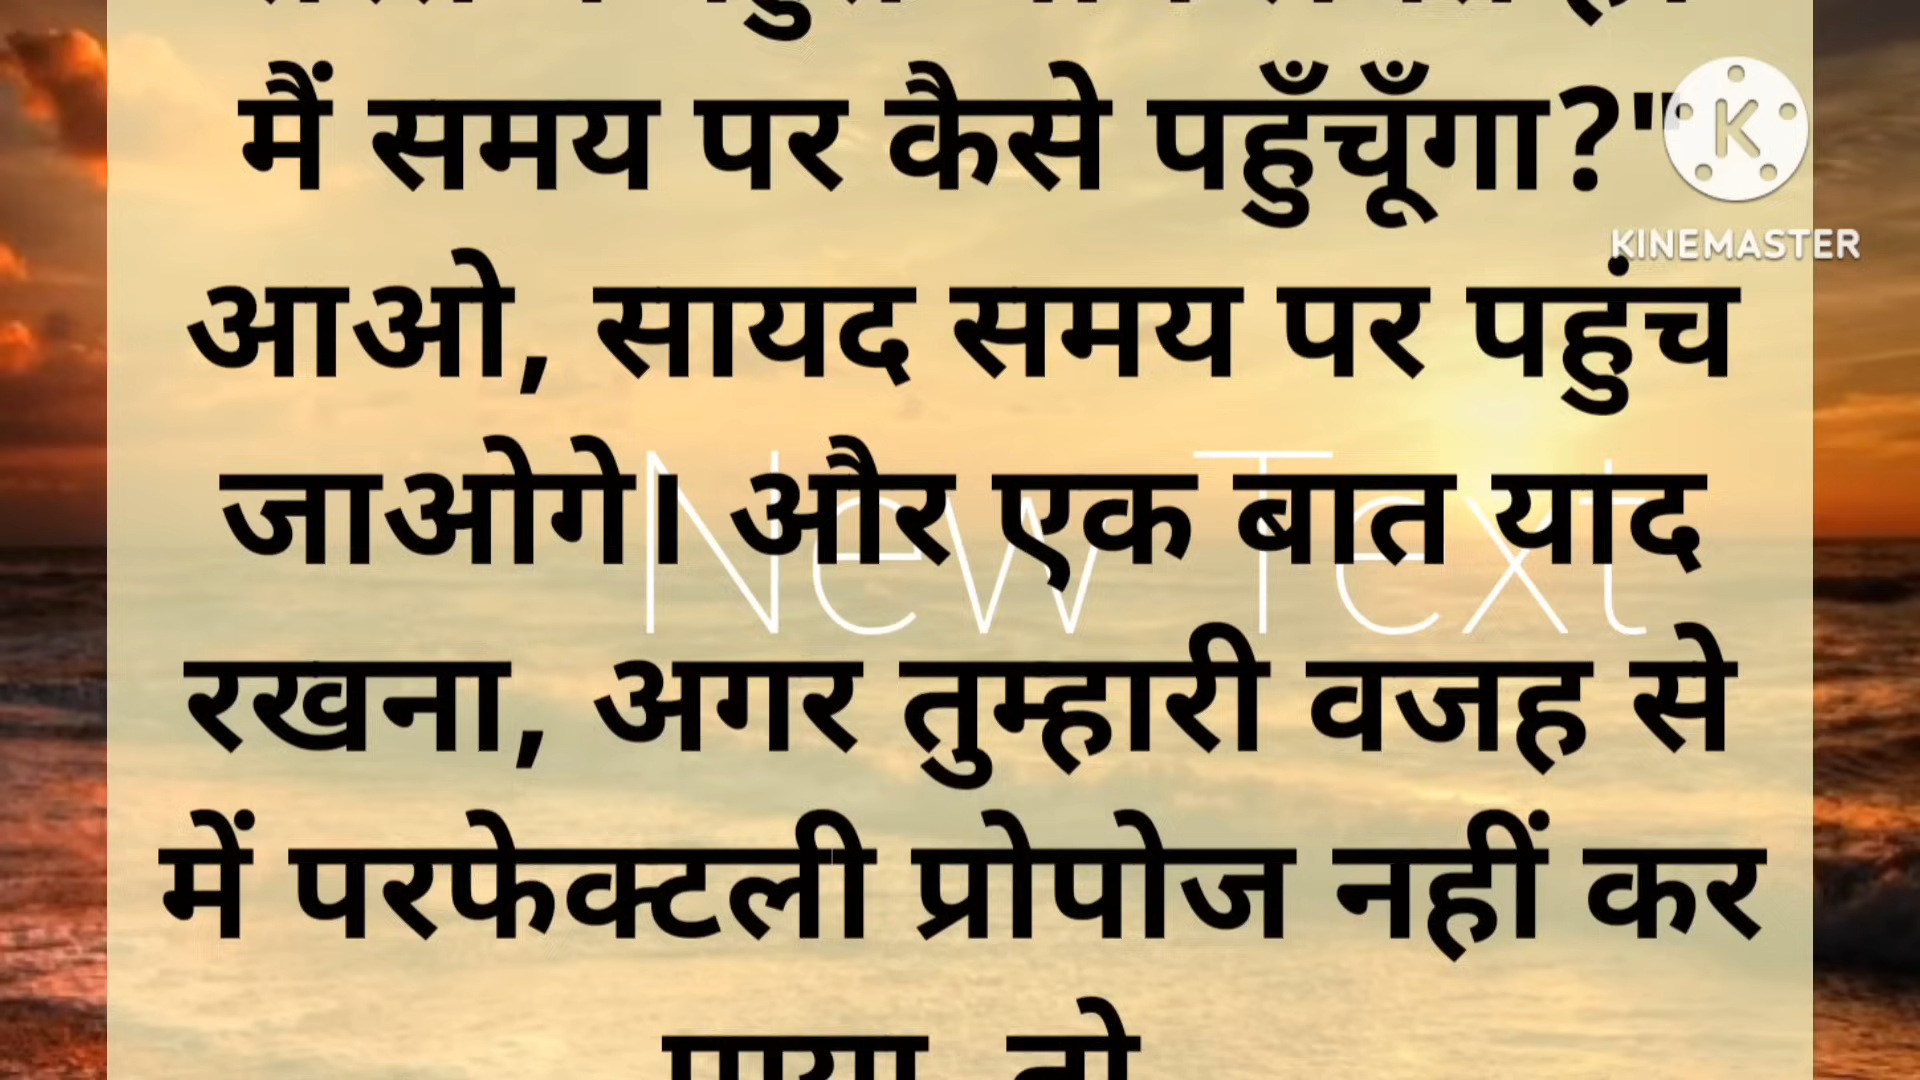 मैं समय पर कैसे पहुँचूँगा?"
KINEMASTER
आओ, सायद समय पर पहुंच
जाओगे। और एक बात याद
New Text
रखना, अगर तुम्हारी वजह से
में परफेक्टली प्रोपोज नहीं कर
पाया, तो